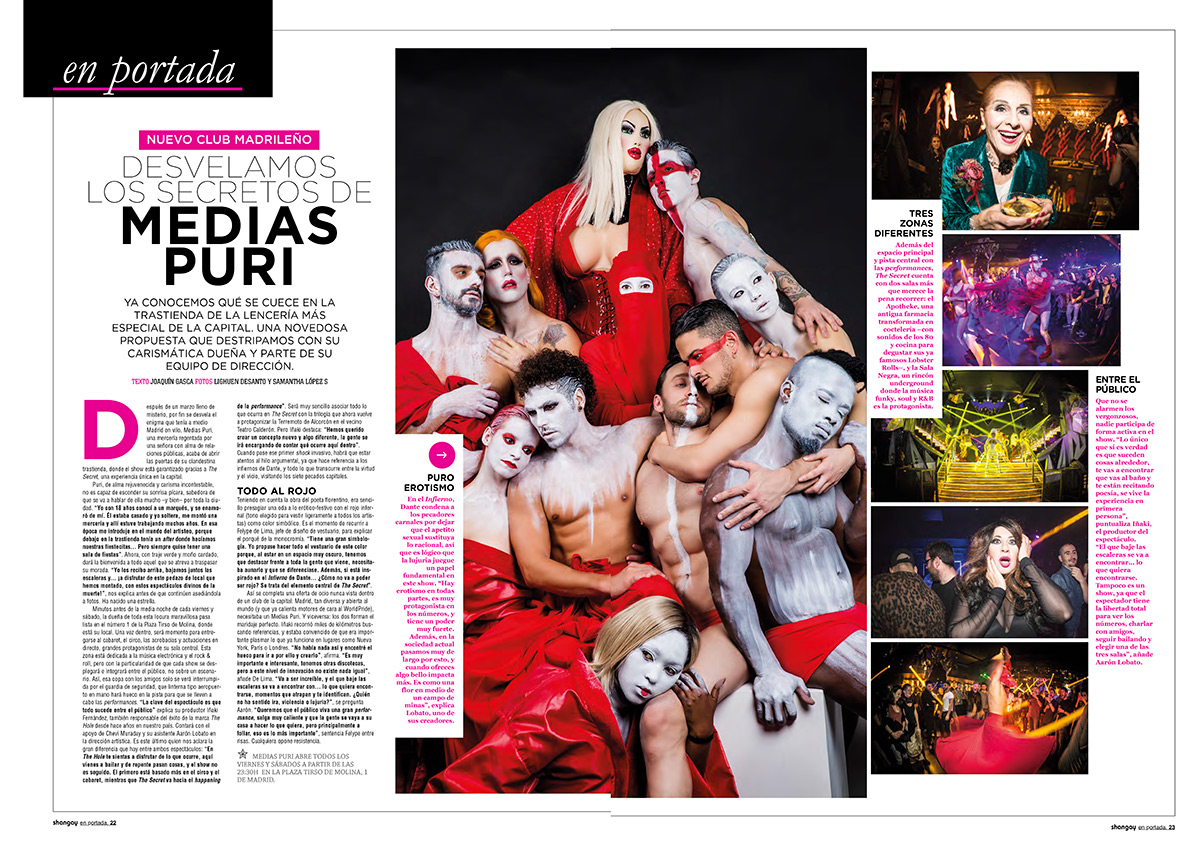 en portada
NUEVO CLUB MADRILEÑO
DESVELAMOS
LOS SECRETOS DE
MEDIAS
PURI
YA CONOCEMOS QUÉ SE CUECE EN LA
TRASTIENDA DE LA LENCERÍA MÁS
ESPECIAL DE LA CAPITAL. UNA NOVEDOSA
PROPUESTA QUE DESTRIPAMOS CON SU
CARISMÁTICA DUEÑA Y PARTE DE SU
EQUIPO DE DIRECCIÓN.
TEXTO JOAQUÍN GASCA FOTOS LIGHUEN DESANTO Y SAMANTHA LÓPEZ S
Después de un marzo lleno de
misterio, por fin se desvela el
enigma que tenía a medio
Madrid en vilo. Medias Puri,
una mercería regentada por
una señora con alma de rela-
ciones públicas, acaba de abrir
las puertas de su clandestina
trastienda, donde el show está garantizado gracias a The
Secret, una experiencia única en la capital.
Puri, de alma rejuvenecida y carisma incontestable,
no es capaz de esconder su sonrisa pícara, sabedora de
que se va a hablar de ella mucho –y bien– por toda la ciu-
dad. "Yo con 18 años conocí a un marqués, y se enamo-
ró de mí. Él estaba casado y yo soltera, me montó una
mercería y allí estuve trabajando muchos años. En esa
época me introduje en el mundo del artisteo, porque
debajo en la trastienda tenía un after donde hacíamos
nuestras fiestecitas... Pero siempre quise tener una
sala de fiestas". Ahora, con traje verde y moño cardado,
dará la bienvenida a todo aquel que se atreva a traspasar
su morada. "Yo los recibo arriba, bajamos juntos las
escaleras y... ¡a disfrutar de este pedazo de local que
hemos montado, con estos espectáculos divinos de la
muerte!", nos explica antes de que continúen asediándola
a fotos. Ha nacido una estrella.
Minutos antes de la media noche de cada viernes y
sábado, la dueña de toda esta locura maravillosa pasa
lista en el número 1 de la Plaza Tirso de Molina, donde
está su local. Una vez dentro, será momento para entre-
garse al cabaret, el circo, las acrobacias y actuaciones en
directo, grandes protagonistas de su sala central. Esta
zona está dedicada a la música electrónica y el rock &
roll, pero con la particularidad de que cada show se des-
plegará o integrará entre el público, no sobre un escena-
rio. Así, esa copa con los amigos solo se verá interrumpi-
da por el guardia de seguridad, que linterna tipo aeropuer-
to en mano hará hueco en la pista para que se lleven a
cabo las performances. "La clave del espectáculo es que
todo sucede entre el público" explica su productor Iñaki
Fernández, también responsable del éxito de la marca The
Hole desde hace años en nuestro país. Contará con el
apoyo de Chevi Muraday y su asistente Aarón Lobato en
la dirección artística. Es este último quien nos aclara la
gran diferencia que hay entre ambos espectáculos: "En
The Hole te sientas a disfrutar de lo que ocurre, aquí
vienes a bailar y de repente pasan cosas, y el show no
es seguido. El primero está basado más en el circo y el
cabaret, mientras que The Secret va hacia el happening
de la performance". Será muy sencillo asociar todo lo
que ocurra en The Secret con la trilogía que ahora vuelve
a protagonizar la Terremoto de Alcorcón en el vecino
Teatro Calderón. Pero Iñaki destaca: "Hemos querido
crear un concepto nuevo y algo diferente, la gente se
irá encargando de contar qué ocurre aquí dentro".
Cuando pase ese primer shock invasivo, habrá que estar
atentos al hilo argumental, ya que hace referencia a los
infiernos de Dante, y todo lo que transcurre entre la virtud
y el vicio, visitando los siete pecados capitales.
TODO AL ROJO
Teniendo en cuenta la obra del poeta florentino, era senci-
llo presagiar una oda a lo erótico-festivo con el rojo infer-
nal (tono elegido para vestir ligeramente a todos los artis-
tas) como color simbólico. Es el momento de recurrir a
Felype de Lima, jefe de diseño de vestuario, para explicar
el porqué de la monocromía. "Tiene una gran simbolo-
gía. Yo propuse hacer todo el vestuario de este color
porque, al estar en un espacio muy oscuro, tenemos
que destacar frente a toda la gente que viene, necesita-
ba aunarlo y que se diferenciase. Además, si está ins-
pirado en el Infierno de Dante... ¿Cómo no va a poder
ser rojo? Se trata del elemento central de The Secret".
Así se completa una oferta de ocio nunca vista dentro
de un club de la capital. Madrid, tan diversa y abierta al
mundo (y que ya calienta motores de cara al WorldPride),
necesitaba un Medias Puri. Y viceversa: los dos forman el
maridaje perfecto. Iñaki recorrió miles de kilómetros bus-
cando referencias, y estaba convencido de que era impor-
tante plasmar lo que ya funciona en lugares como Nueva
York, París o Londres. "No había nada así y encontré el
hueco para ir a por ello y crearlo", afirma. "Es muy
importante e interesante, tenemos otras discotecas,
pero a este nivel de innovación no existe nada igual",
añade De Lima. "Va a ser increíble, y el que baje las
escaleras se va a encontrar con... lo que quiera encon-
trarse, momentos que atrapan y te identifican. ¿Quién
no ha sentido ira, violencia o lujuria?", se pregunta
Aarón. "Queremos que el público viva una gran perfor-
mance, salga muy caliente y que la gente se vaya a su
casa a hacer lo que quiera, pero principalmente a
follar, eso es lo más importante", sentencia Felype entre
risas. Cualquiera opone resistencia.
MEDIAS PURI ABRE TODOS LOS
VIERNES Y SÁBADOS A PARTIR DE LAS
23:30H EN LA PLAZA TIRSO DE MOLINA, 1
DE MADRID.
PURO
EROTISMO
En el Infierno,
Dante condena a
los pecadores
carnales por dejar
que el apetito
sexual sustituya
lo racional, así
que es lógico que
la lujuria juegue
un papel
fundamental en
este show. "Hay
erotismo en todas
partes, es muy
protagonista en
los números, y
tiene un poder
muy fuerte.
Además, en la
sociedad actual
pasamos muy de
largo por esto, y
cuando ofreces
algo bello impacta
más. Es como una
flor en medio de
un campo de
minas", explica
Lobato, uno de
sus creadores.
TRES
ZONAS
DIFERENTES
Además del
espacio principal
y pista central con
las performances,
The Secret cuenta
con dos salas más
que merece la
pena recorrer: el
Apotheke, una
antigua farmacia
transformada en
coctelería –con
sonidos de los 80
y cocina para
degustar sus ya
famosos Lobster
Rolls–, y la Sala
Negra, un rincón
underground
donde la música
funky, soul y R&B
es la protagonista.
ENTRE EL
PÚBLICO
Que no se
alarmen los
vergonzosos,
nadie participa de
forma activa en el
show. "Lo único
que sí es verdad
es que suceden
cosas alrededor,
te vas a encontrar
que vas al baño y
te están recitando
poesía, se vive la
experiencia en
primera
persona",
puntualiza Iñaki,
el productor del
espectáculo.
"El que baje las
escaleras se va a
encontrar... lo
que quiera
encontrarse.
Tampoco es un
show, ya que el
espectador tiene
la libertad total
para ver los
números, charlar
con amigos,
seguir bailando y
elegir una de las
tres salas", añade
Aarón Lobato.
shangay en portada_22
shangay en portada_23